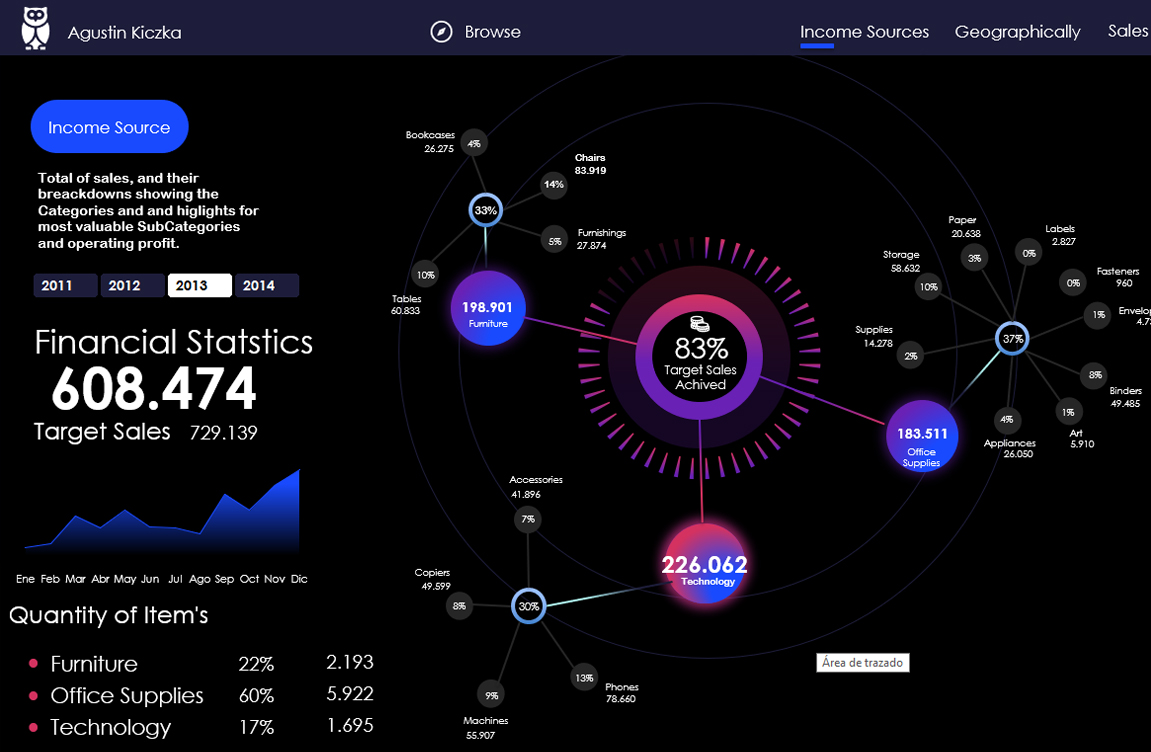 Agustin Kiczka
Browse
Income Sources
Geographically
Sales
Income Source
Total of sales, and their
breackdowns showing the
Categories and and higlights for
most valuable SubCategories
and operating profit.
2011
2012
2013
2014
Financial Statstics
608.474
Target Sales 729.139
Ene Feb Mar Abr May Jun Jul Ago Sep Oct Nov Dic
Quantity of Item's
Furniture 22% 2.193
Office Supplies 60% 5.922
Technology 17% 1.695
Bookcases
26.275
4%
Chairs
83.919
14%
33%
Furnishings
27.874
5%
10%
Tables
60.833
198.901
Furniture
83%
Target Sales
Achived
Paper
20.638
3%
Labels
2.827
0%
Storage
58.632
10%
Fasteners
960
0%
Supplies
14.278
2%
37%
1%
8%
Binders
49.485
1%
Art
5.910
4%
Appliances
26.050
183.511
Office
Supplies
Accessories
41.896
7%
Copiers
49.599
8%
30%
226.062
Technology
13%
Phones
78.660
9%
Machines
55.907
Área de trazado